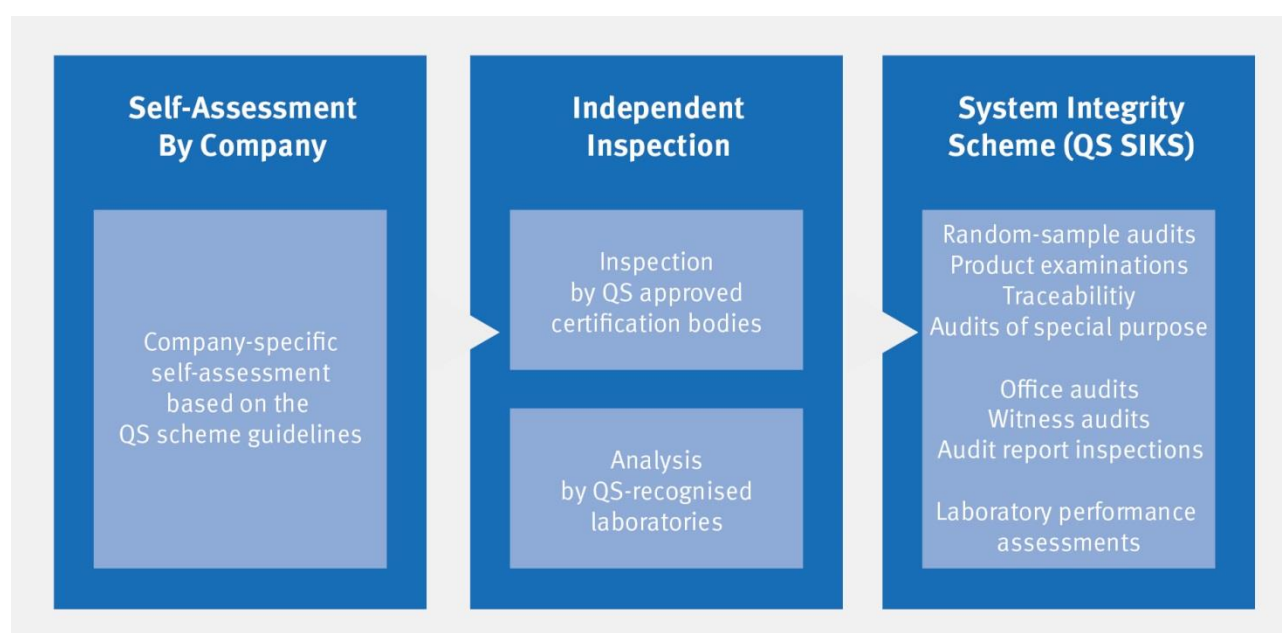 Self-Assessment
By Company
Company-specific
self-assessment
based on the
QS scheme guidelines
Independent
Inspection
Inspection
by QS approved
certification bodies
Analysis
by QS-recognised
laboratories
System Integrity
Scheme (QS SIKS)
Random-sample audits
Product examinations
Traceabilitiy
Audits of special purpose
Office audits
Witness audits
Audit report inspections
Laboratory performance
assessments